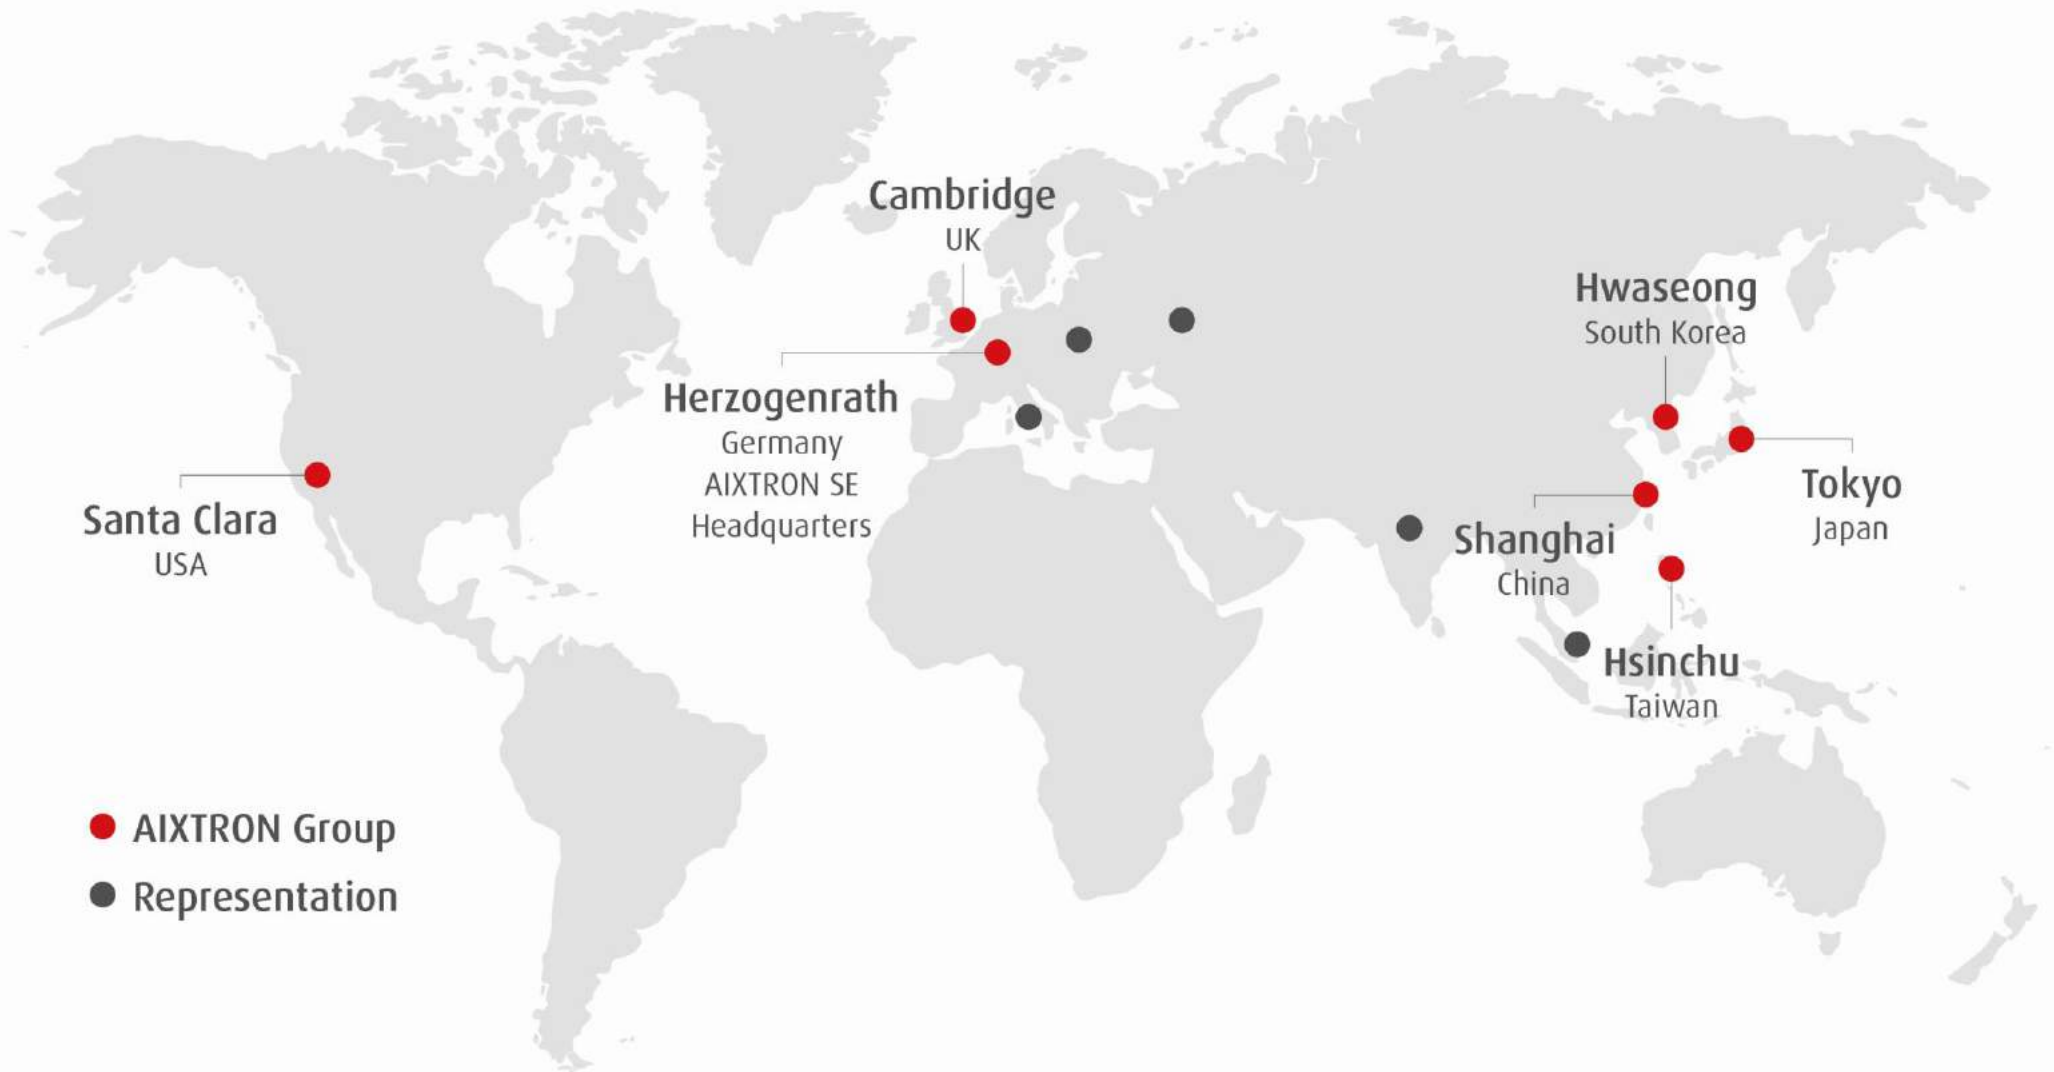 Cambridge
UK
Hwaseong
South Korea
Herzogenrath
Germany
AIXTRON SE
Headquarters
Santa Clara
USA
Tokyo
Japan
Shanghai
China
Hsinchu
Taiwan
AIXTRON Group
Representation